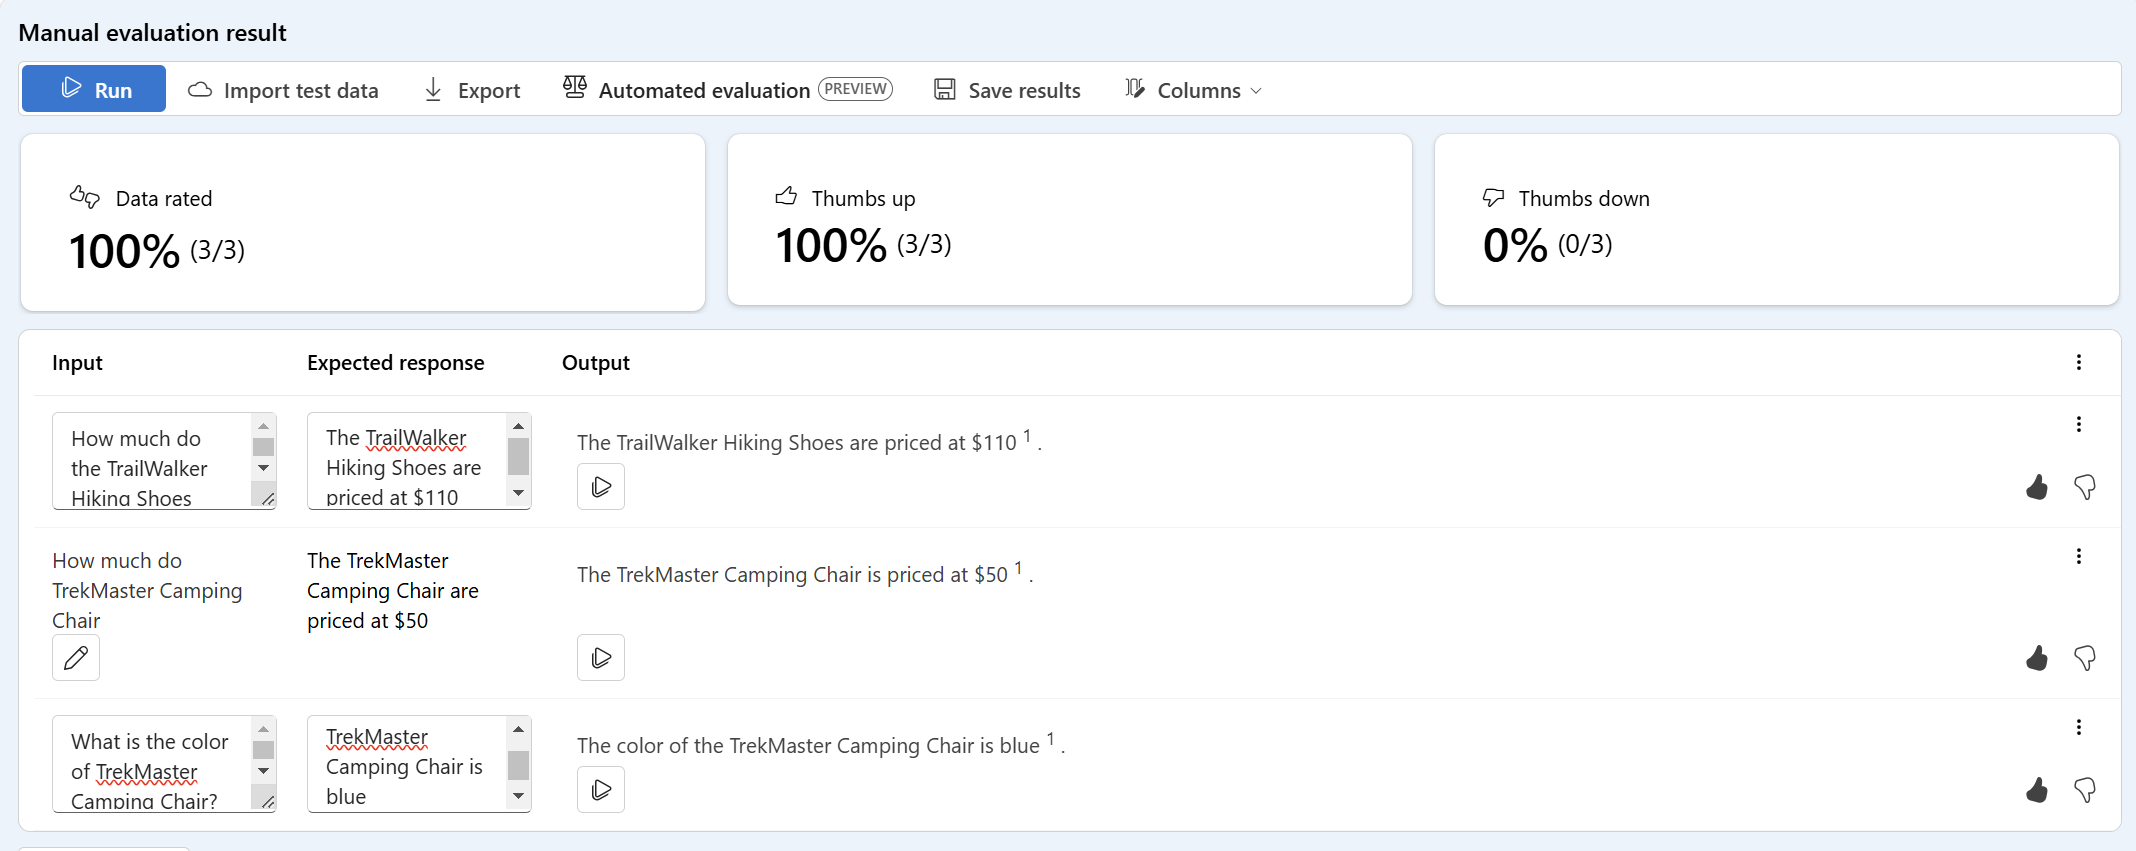 Manual evaluation result
Run Import test data Export Automated evaluation PREVIEW Save results Columns
Data rated
100% (3/3)
Thumbs up
100% (3/3)
Thumbs down
0% (0/3)
Input Expected response Output
How much do
the TrailWalker
Hiking Shoes
The TrailWalker
Hiking Shoes are
priced at $110
The TrailWalker Hiking Shoes are priced at $110 1 .
How much do
TrekMaster Camping
Chair
The TrekMaster
Camping Chair are
priced at $50
The TrekMaster Camping Chair is priced at $50 1 .
What is the color
of TrekMaster
Camping Chair?
TrekMaster
Camping Chair is
blue
The color of the TrekMaster Camping Chair is blue 1 .